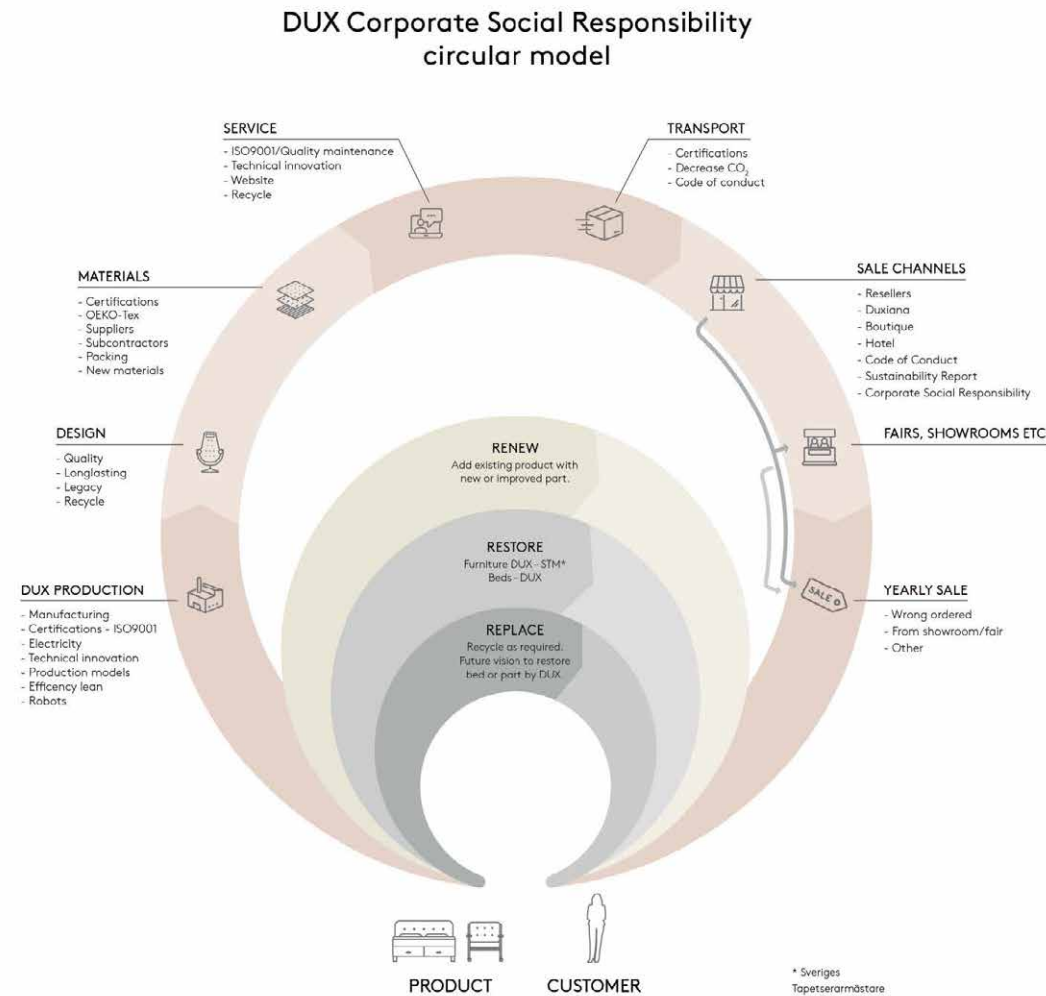 DUX Corporate Social Responsibility
circular model
SERVICE
- ISO9001/Quality maintenance
- Technical innovation
- Website
- Recycle
TRANSPORT
- Certifications
- Decrease CO₂
- Code of conduct
MATERIALS
- Certifications
- OEKO-Tex
- Suppliers
- Subcontractors
- Packing
- New materials
SALE CHANNELS
- Resellers
- Duxiana
- Boutique
- Hotel
- Code of Conduct
- Sustainability Report
- Corporate Social Responsibility
DESIGN
- Quality
- Longlasting
- Legacy
- Recycle
FAIRS, SHOWROOMS ETC
RENEW
Add existing product with
new or improved part.
RESTORE
Furniture DUX - STM*
Beds - DUX
REPLACE
Recycle as required.
Future vision to restore
bed or part by DUX.
DUX PRODUCTION
- Manufacturing
- Certifications - ISO9001
- Electricity
- Technical innovation
- Production models
- Efficency lean
- Robots
SALE
YEARLY SALE
- Wrong ordered
- From showroom/fair
- Other
PRODUCT
CUSTOMER
* Sveriges
Tapetserarmästare